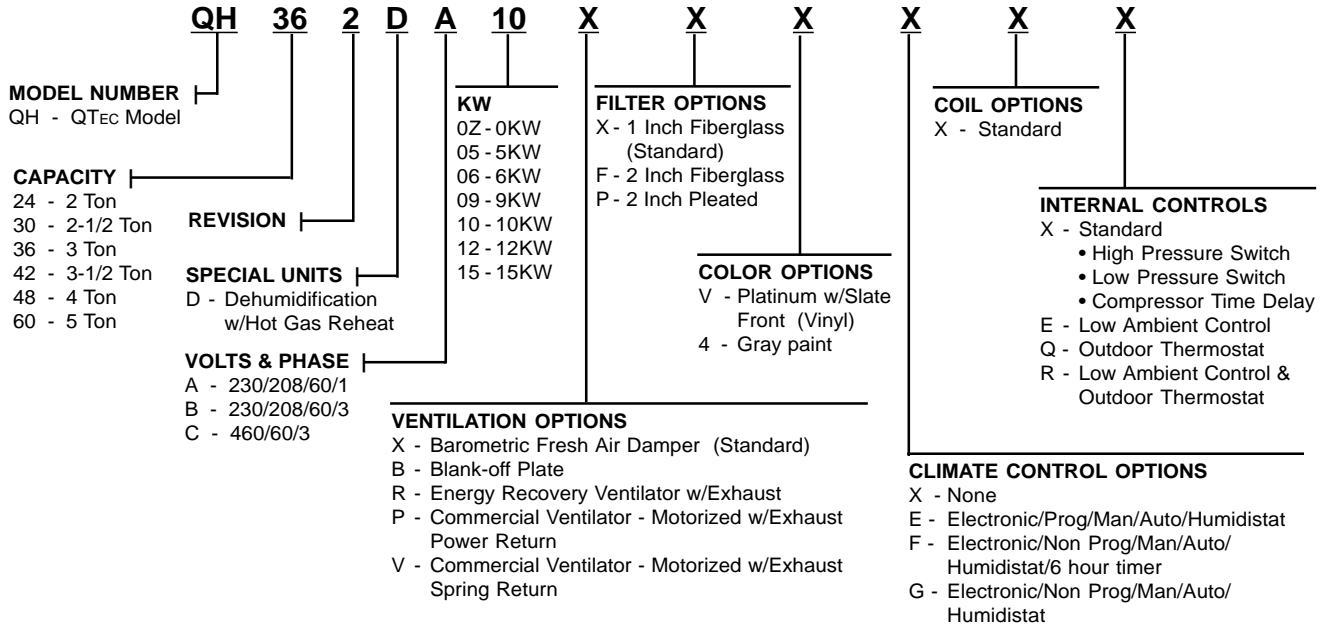 QH 36 2 D A 10 X X X X X X
MODEL NUMBER
QH - QTEC Model
CAPACITY
24 - 2 Ton
30 - 2-1/2 Ton
36 - 3 Ton
42 - 3-1/2 Ton
48 - 4 Ton
60 - 5 Ton
REVISION
SPECIAL UNITS
D - Dehumidification
w/Hot Gas Reheat
VOLTS & PHASE
A - 230/208/60/1
B - 230/208/60/3
C - 460/60/3
KW
0Z - 0KW
05 - 5KW
06 - 6KW
09 - 9KW
10 - 10KW
12 - 12KW
15 - 15KW
VENTILATION OPTIONS
X - Barometric Fresh Air Damper (Standard)
B - Blank-off Plate
R - Energy Recovery Ventilator w/Exhaust
P - Commercial Ventilator - Motorized w/Exhaust
Power Return
V - Commercial Ventilator - Motorized w/Exhaust
Spring Return
FILTER OPTIONS
X - 1 Inch Fiberglass
(Standard)
F - 2 Inch Fiberglass
P - 2 Inch Pleated
COLOR OPTIONS
V - Platinum w/Slate
Front (Vinyl)
4 - Gray paint
CLIMATE CONTROL OPTIONS
X - None
E - Electronic/Prog/Man/Auto/Humidistat
F - Electronic/Non Prog/Man/Auto/
Humidistat/6 hour timer
G - Electronic/Non Prog/Man/Auto/
Humidistat
COIL OPTIONS
X - Standard
INTERNAL CONTROLS
X - Standard
• High Pressure Switch
• Low Pressure Switch
• Compressor Time Delay
E - Low Ambient Control
Q - Outdoor Thermostat
R - Low Ambient Control &
Outdoor Thermostat